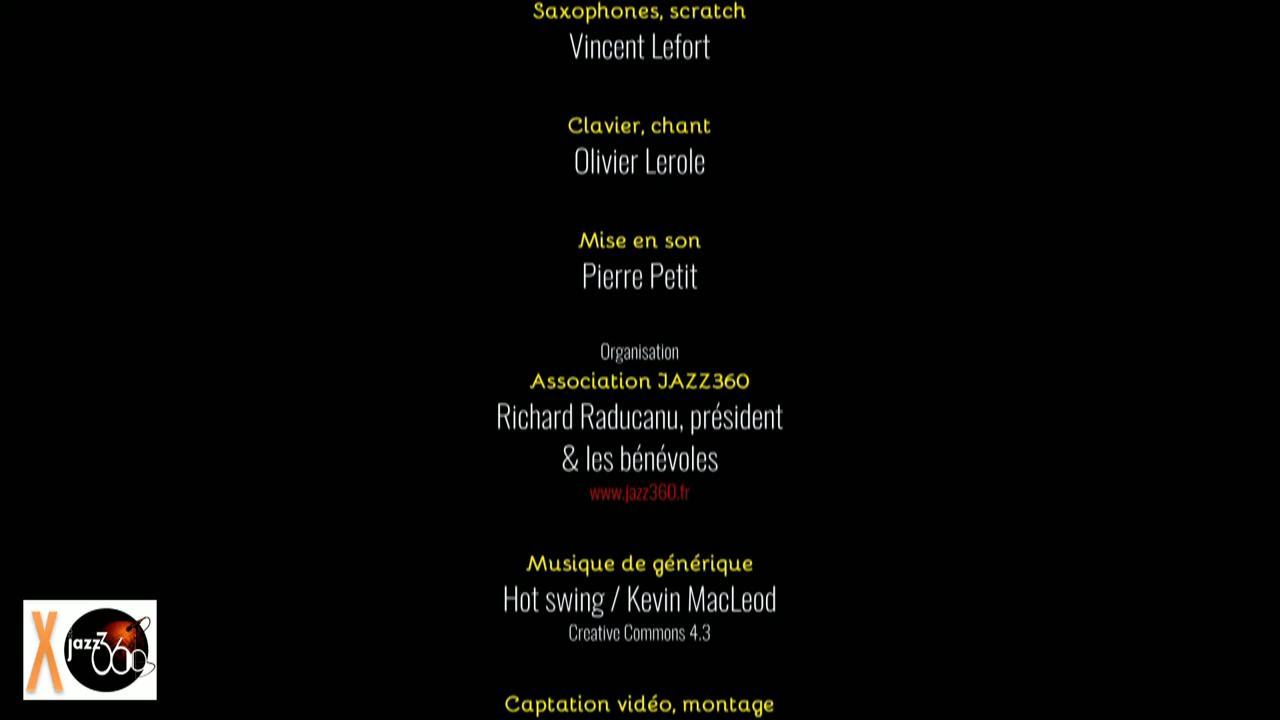 Saxophones, scratch
Vincent Lefort
Clavier, chant
Olivier Lerole
Mise en son
Pierre Petit
Organisation
Association JAZZ360
Richard Raducanu, président
& les bénévoles
www.jazz360.fr
Musique de générique
Hot swing / Kevin MacLeod
Creative Commons 4.3
X jazz360
Captation vidéo, montage